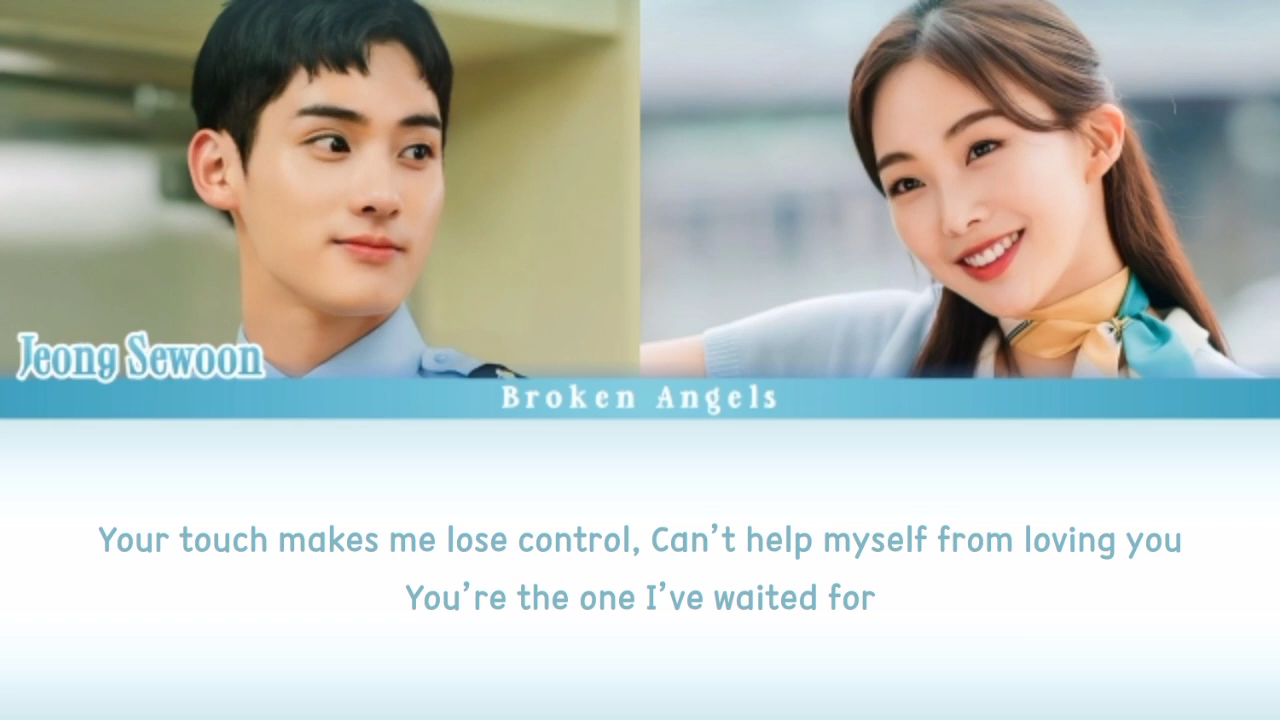 Jeong Sewoon
Broken Angels
Your touch makes me lose control, Can't help myself from loving you
You're the one I've waited for